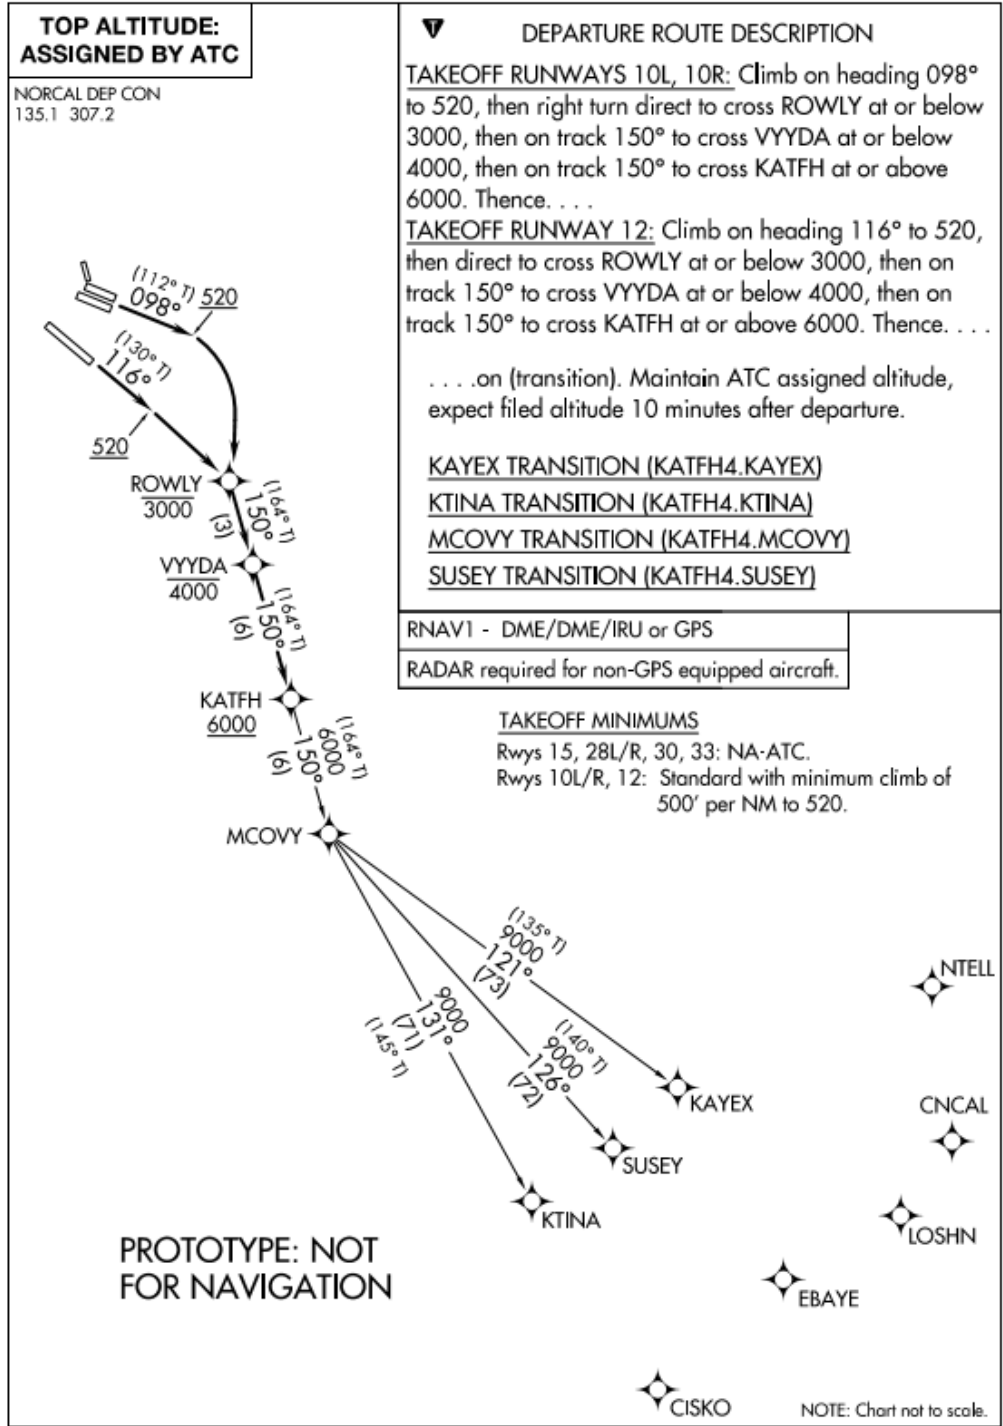 TOP ALTITUDE:
ASSIGNED BY ATC
NORCAL DEP CON
135.1 307.2
T
DEPARTURE ROUTE DESCRIPTION
TAKEOFF RUNWAYS 10L, 10R: Climb on heading 098°
to 520, then right turn direct to cross ROWLY at or below
3000, then on track 150° to cross VYYDA at or below
4000, then on track 150° to cross KATFH at or above
6000. Thence. . . .
TAKEOFF RUNWAY 12: Climb on heading 116° to 520,
then direct to cross ROWLY at or below 3000, then on
track 150° to cross VYYDA at or below 4000, then on
track 150° to cross KATFH at or above 6000. Thence. . . .
. . . .on (transition). Maintain ATC assigned altitude,
expect filed altitude 10 minutes after departure.
KAYEX TRANSITION (KATFH4.KAYEX)
KTINA TRANSITION (KATFH4.KTINA)
MCOVY TRANSITION (KATFH4.MCOVY)
SUSEY TRANSITION (KATFH4.SUSEY)
RNAV1 - DME/DME/IRU or GPS
RADAR required for non-GPS equipped aircraft.
TAKEOFF MINIMUMS
Rwys 15, 28L/R, 30, 33: NA-ATC.
Rwys 10L/R, 12: Standard with minimum climb of
500' per NM to 520.
(112° T)
098°
520
(130° T)
116°
520
ROWLY
3000
(164° T)
150°
(3)
VYYDA
4000
(164° T)
150°
(6)
KATFH
6000
(164° T)
6000
150°
(6)
MCOVY
(135° T)
9000
121°
(73)
9000
131°
(71)
(145° T)
(140° T)
9000
126°
(72)
NTELL
KAYEX
CNCAL
SUSEY
KTINA
LOSHN
EBAYE
CISKO
PROTOTYPE: NOT
FOR NAVIGATION
NOTE: Chart not to scale.